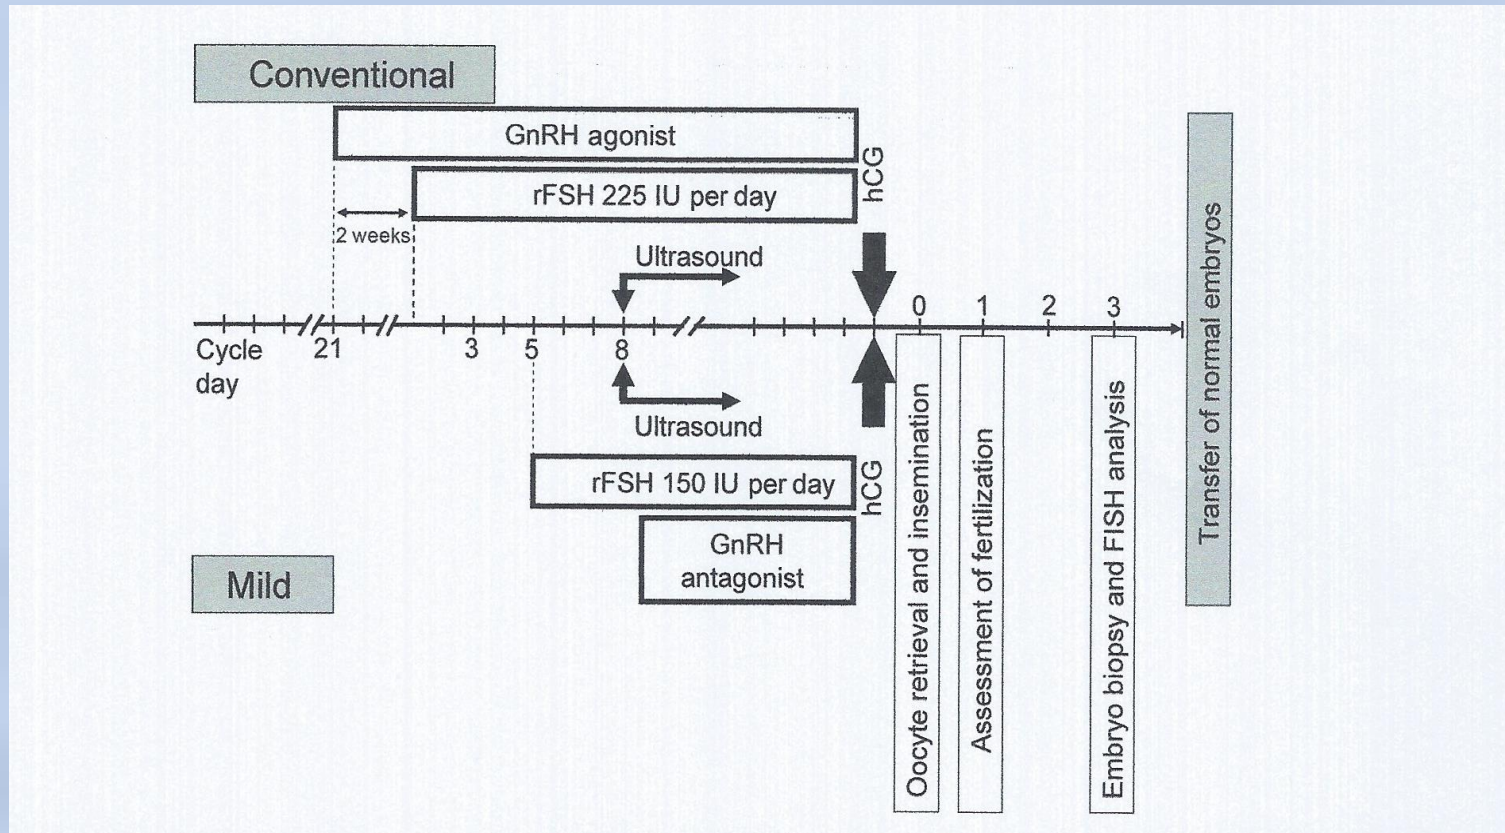 Conventional
GnRH agonist
rFSH 225 IU per day
hCG
2 weeks
Ultrasound
0 1 2 3
Cycle
day
21 3 5 8
Ultrasound
rFSH 150 IU per day
hCG
GnRH
antagonist
Mild
Oocyte retrieval and insemination
Assessment of fertilization
Embryo biopsy and FISH analysis
Transfer of normal embryos